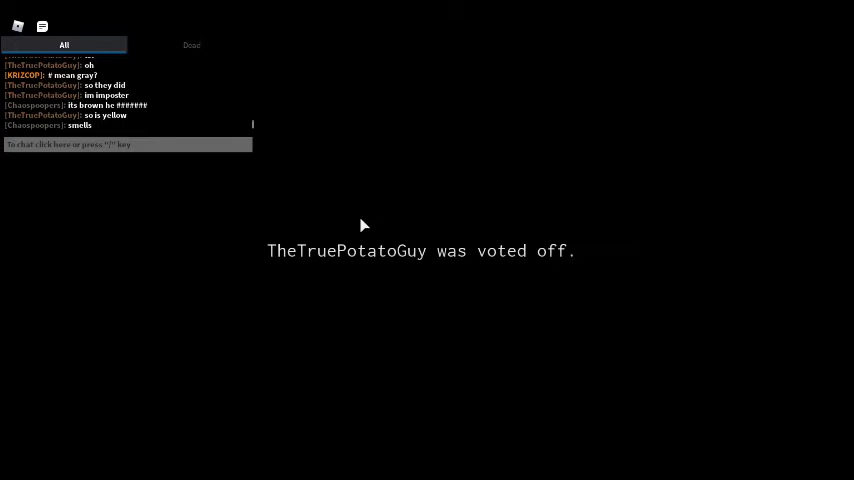 All
Dead
[TheTruePotatoGuy]: oh
[KRIZCOP]: # mean gray?
[TheTruePotatoGuy]: so they did
[TheTruePotatoGuy]: im imposter
[Chaospoopers]: its brown he #######
[TheTruePotatoGuy]: so is yellow
[Chaospoopers]: smells
To chat click here or press "/" key
TheTruePotatoGuy was voted off.